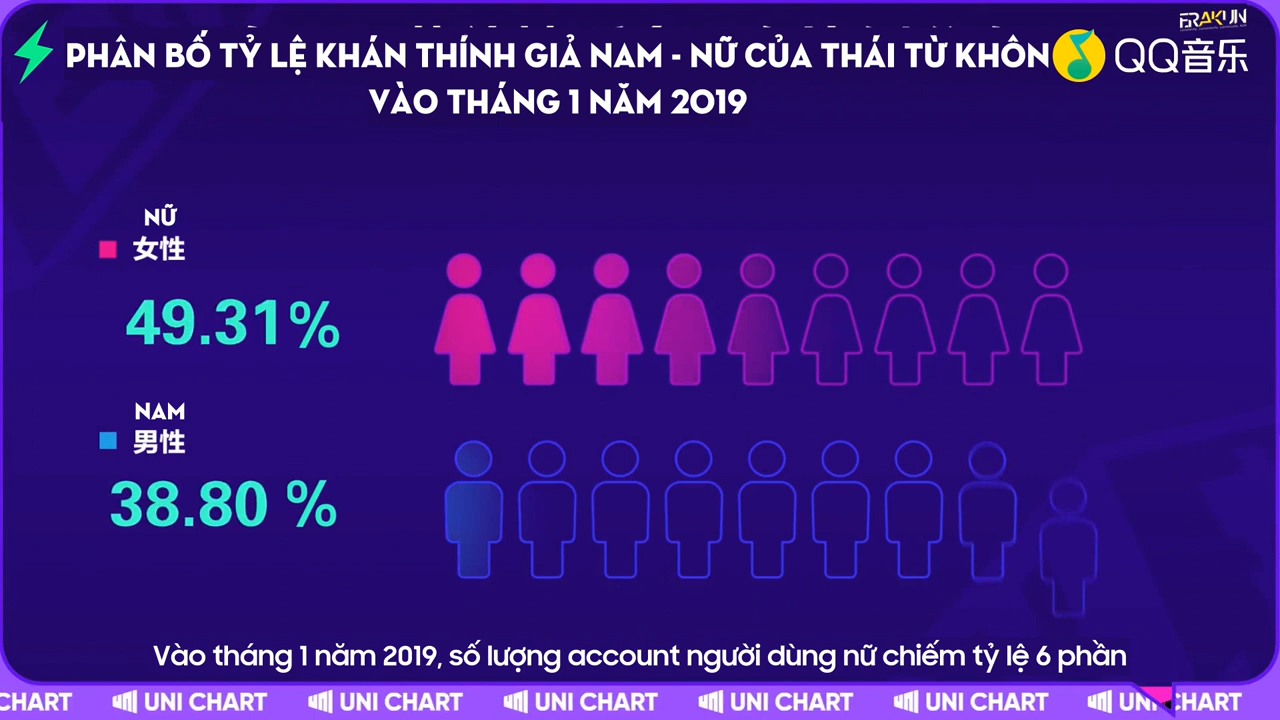 BRAKUN
PHÂN BỐ TỶ LỆ KHÁN THÍNH GIẢ NAM - NỮ CỦA THÁI TỪ KHÔN
QQ音乐
VÀO THÁNG 1 NĂM 2019
NỮ
女性
49.31%
NAM
男性
38.80 %
Vào tháng 1 năm 2019, số lượng account người dùng nữ chiếm tỷ lệ 6 phần
CHART UNI CHART UNI CHART UNI CHART UNI CHART UNI CHART UNI CHART